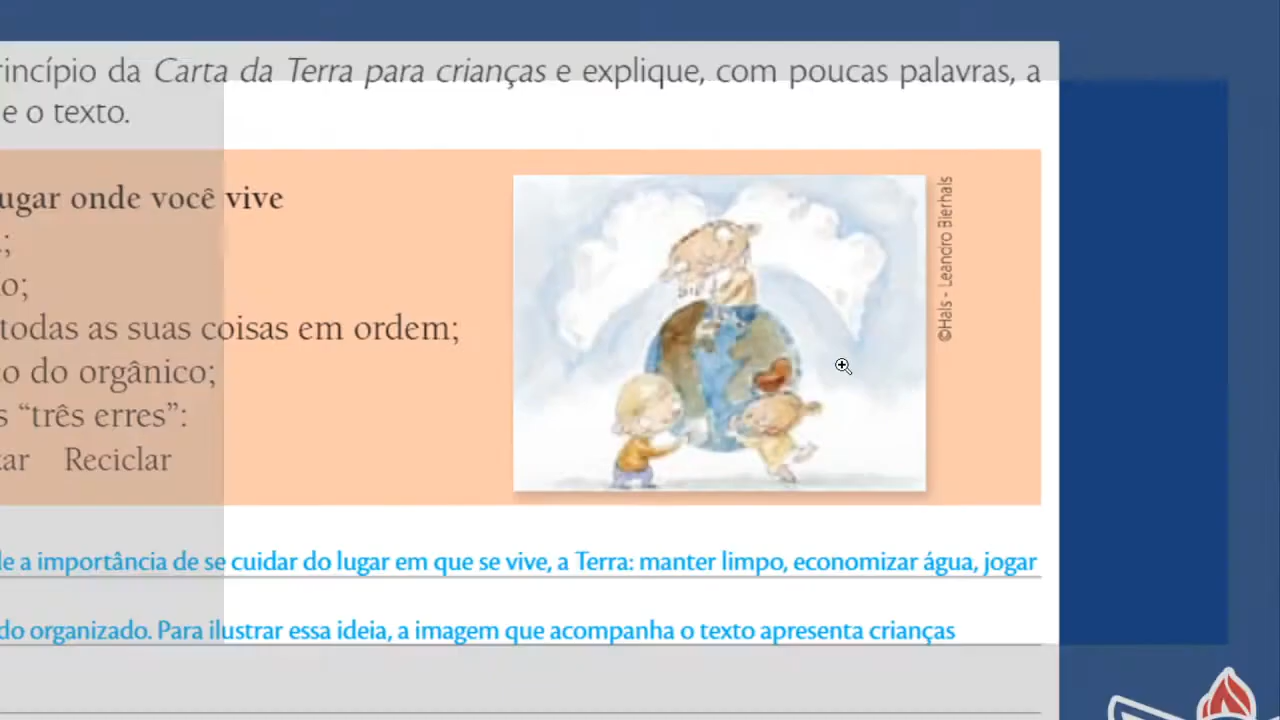 rincípio da Carta da Terra para crianças e explique, com poucas palavras, a
e o texto.
ugar onde você vive
;
o;
todas as suas coisas em ordem;
o do orgânico;
s “três erres”:
zar Reciclar
©Hals - Leandro Bierhals
de a importância de se cuidar do lugar em que se vive, a Terra: manter limpo, economizar água, jogar
do organizado. Para ilustrar essa ideia, a imagem que acompanha o texto apresenta crianças